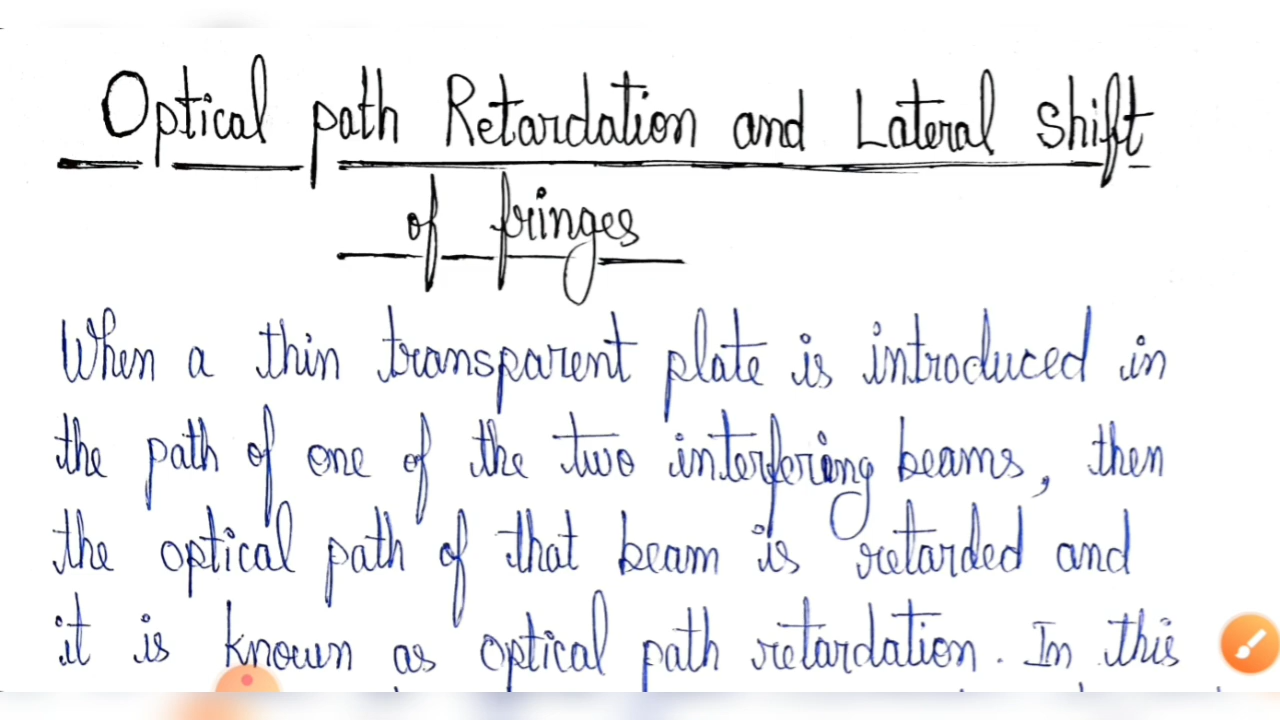 Optical path Retardation and Lateral shift
of fringes
When a thin transparent plate is introduced in
the path of one of the two interfering beams, then
the optical path of that beam is retarded and
it is known as optical path retardation. In this